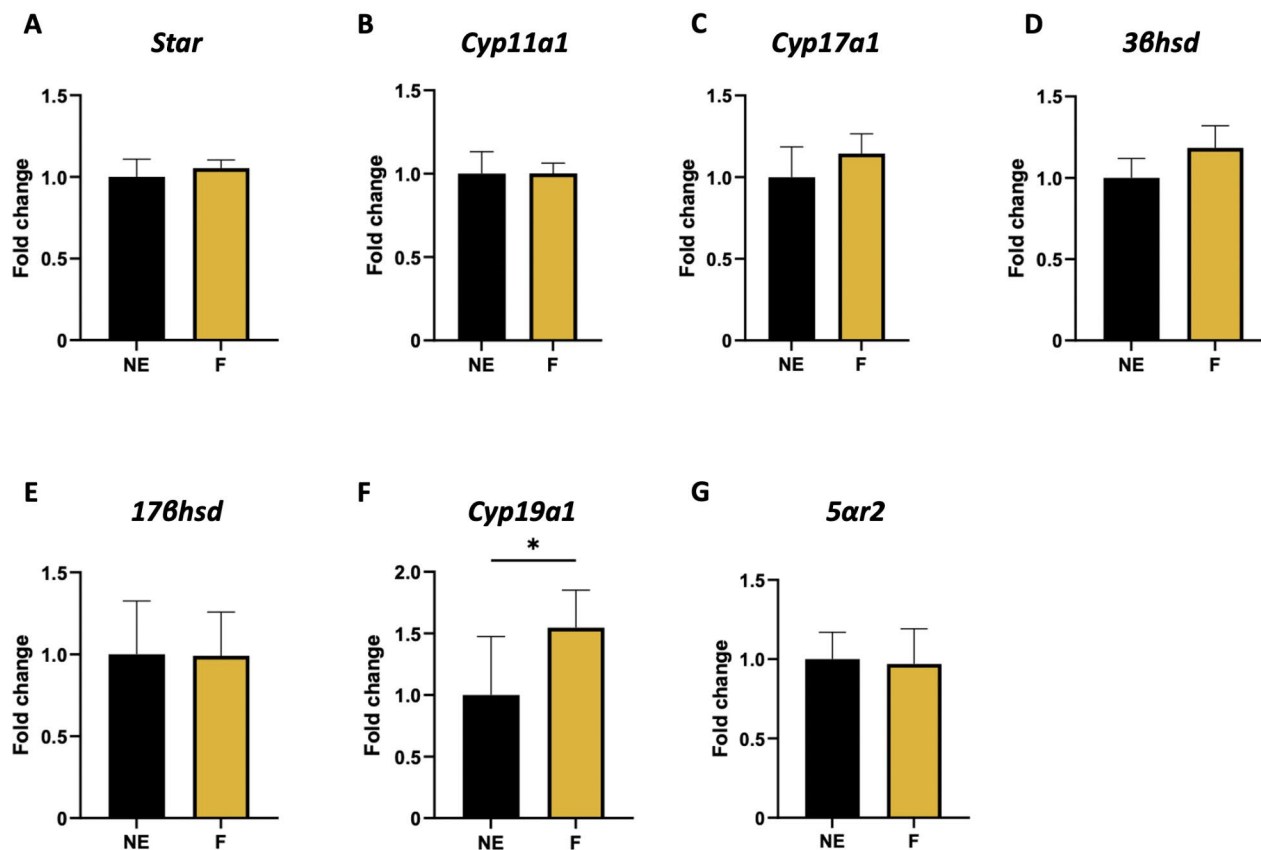 A
Star
Fold change
1.5
1.0
0.5
0
NE
F
B
Cyp11a1
Fold change
1.5
1.0
0.5
0
NE
F
C
Cyp17a1
Fold change
1.5
1.0
0.5
0
NE
F
D
3βhsd
Fold change
1.5
1.0
0.5
0
NE
F
E
17βhsd
Fold change
1.5
1.0
0.5
0
NE
F
F
Cyp19a1
*
Fold change
2.0
1.5
1.0
0.5
0
NE
F
G
5αr2
Fold change
1.5
1.0
0.5
0
NE
F